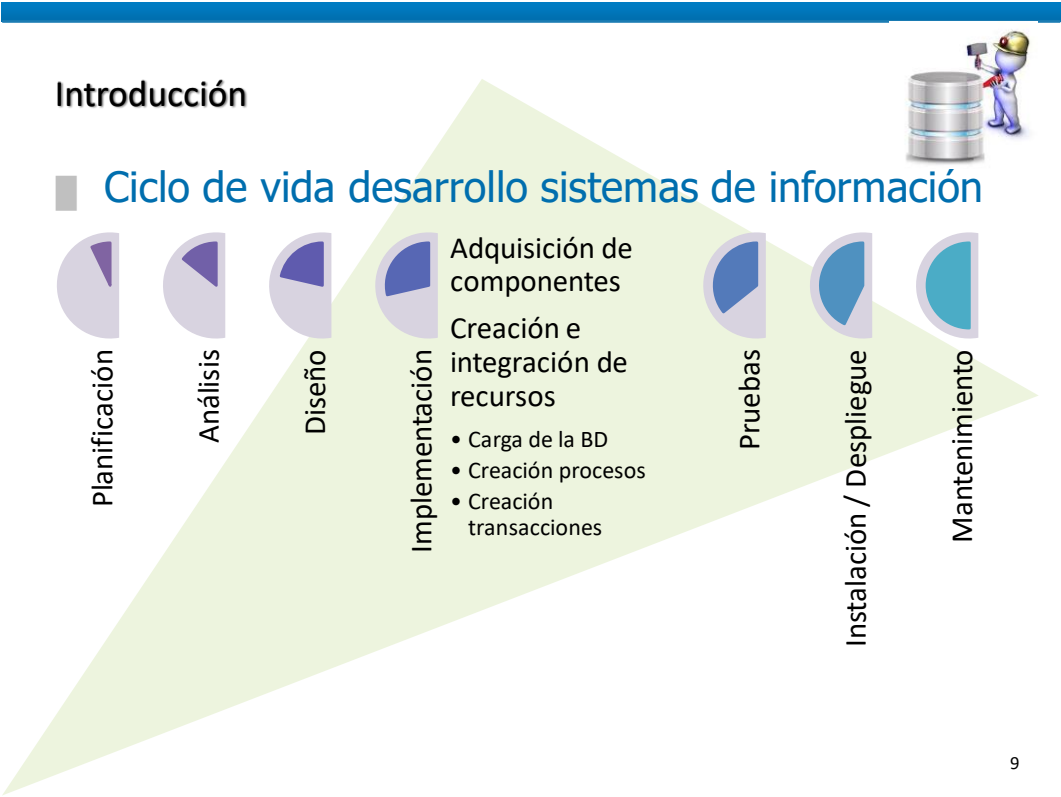 Introducción
Ciclo de vida desarrollo sistemas de información
Planificación
Análisis
Diseño
Implementación
Adquisición de
componentes
Creación e
integración de
recursos
• Carga de la BD
• Creación procesos
• Creación
transacciones
Pruebas
Instalación / Despliegue
Mantenimiento
9